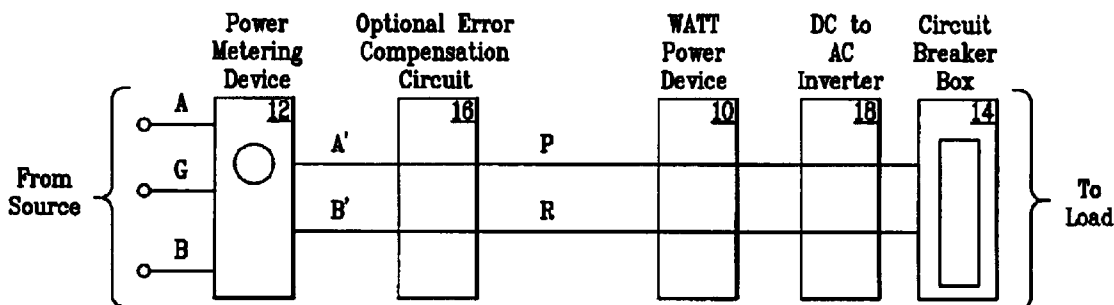 Power
Metering
Device
Optional Error
Compensation
Circuit
WATT
Power
Device
DC to
AC
Inverter
Circuit
Breaker
Box
12
16
10
18
14
A
G
B
A'
B'
P
R
From
Source
To
Load